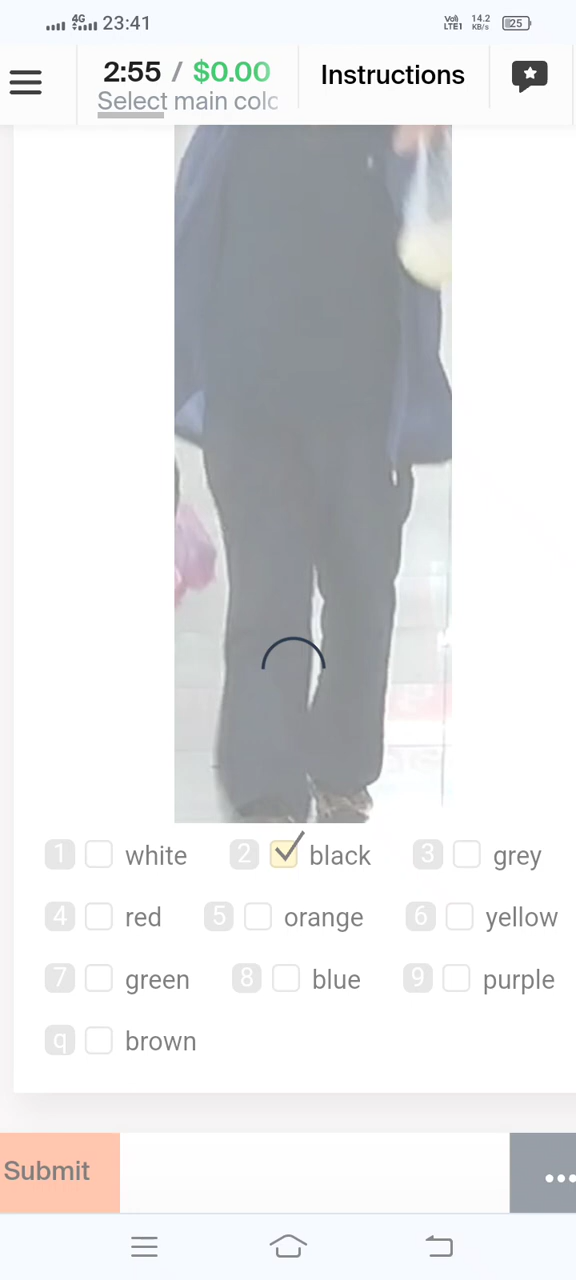 4G 23:41 Vo)) LTE1 14.2 KB/s 25
2:55 / $0.00 Instructions
Select main colo
1 white 2 black 3 grey
4 red 5 orange 6 yellow
7 green 8 blue 9 purple
q brown
Submit